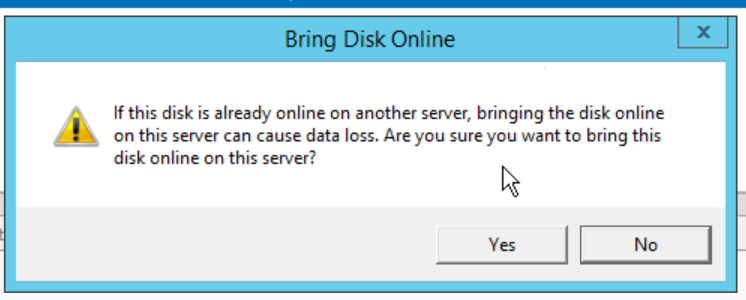 Bring Disk Online
x
If this disk is already online on another server, bringing the disk online
on this server can cause data loss. Are you sure you want to bring this
disk online on this server?
Yes
No